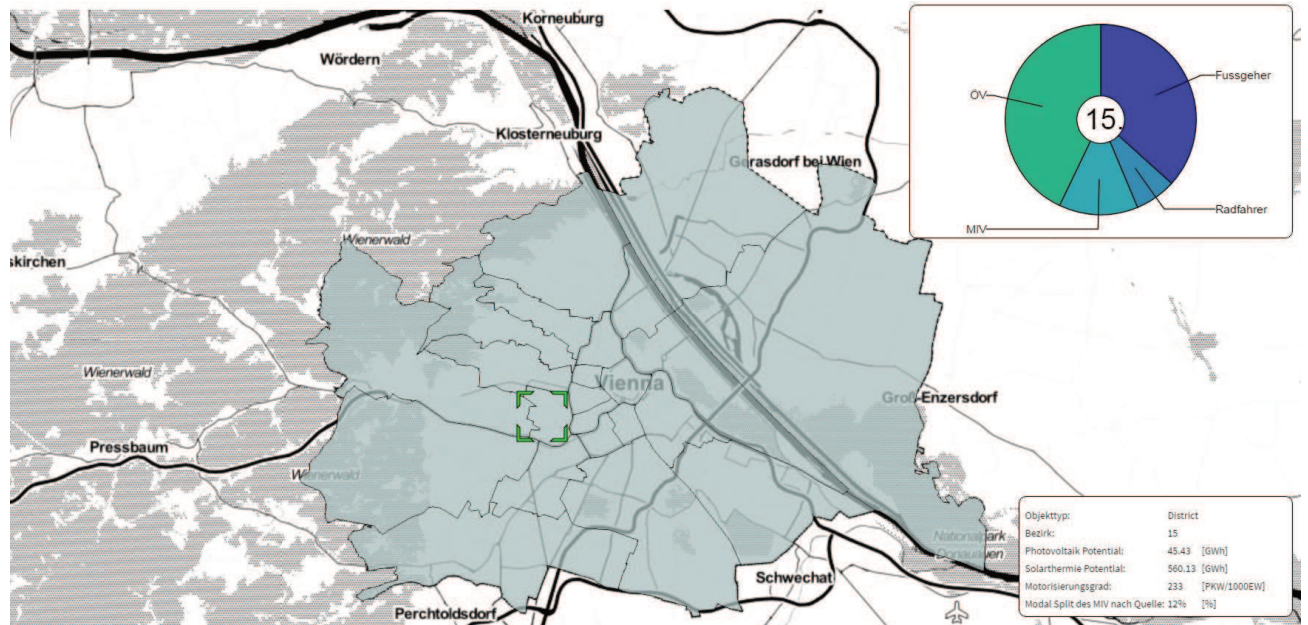 Korneuburg
Wördern
Klosterneuburg
Gerasdorf bei Wien
Wienerwald
skirchen
Wienerwald
Vienna
Groß-Enzersdorf
Pressbaum
Wienerwald
Nationalpark
Donauauen
Schwechat
Perchtoldsdorf
Fussgeher
ÖV
15.
Radfahrer
MIV
Objekttyp: District
Bezirk: 15
Photovoltaik Potential: 45.43 [GWh]
Solarthermie Potential: 560.13 [GWh]
Motorisierungsgrad: 233 [PKW/1000EW]
Modal Split des MIV nach Quelle: 12% [%]